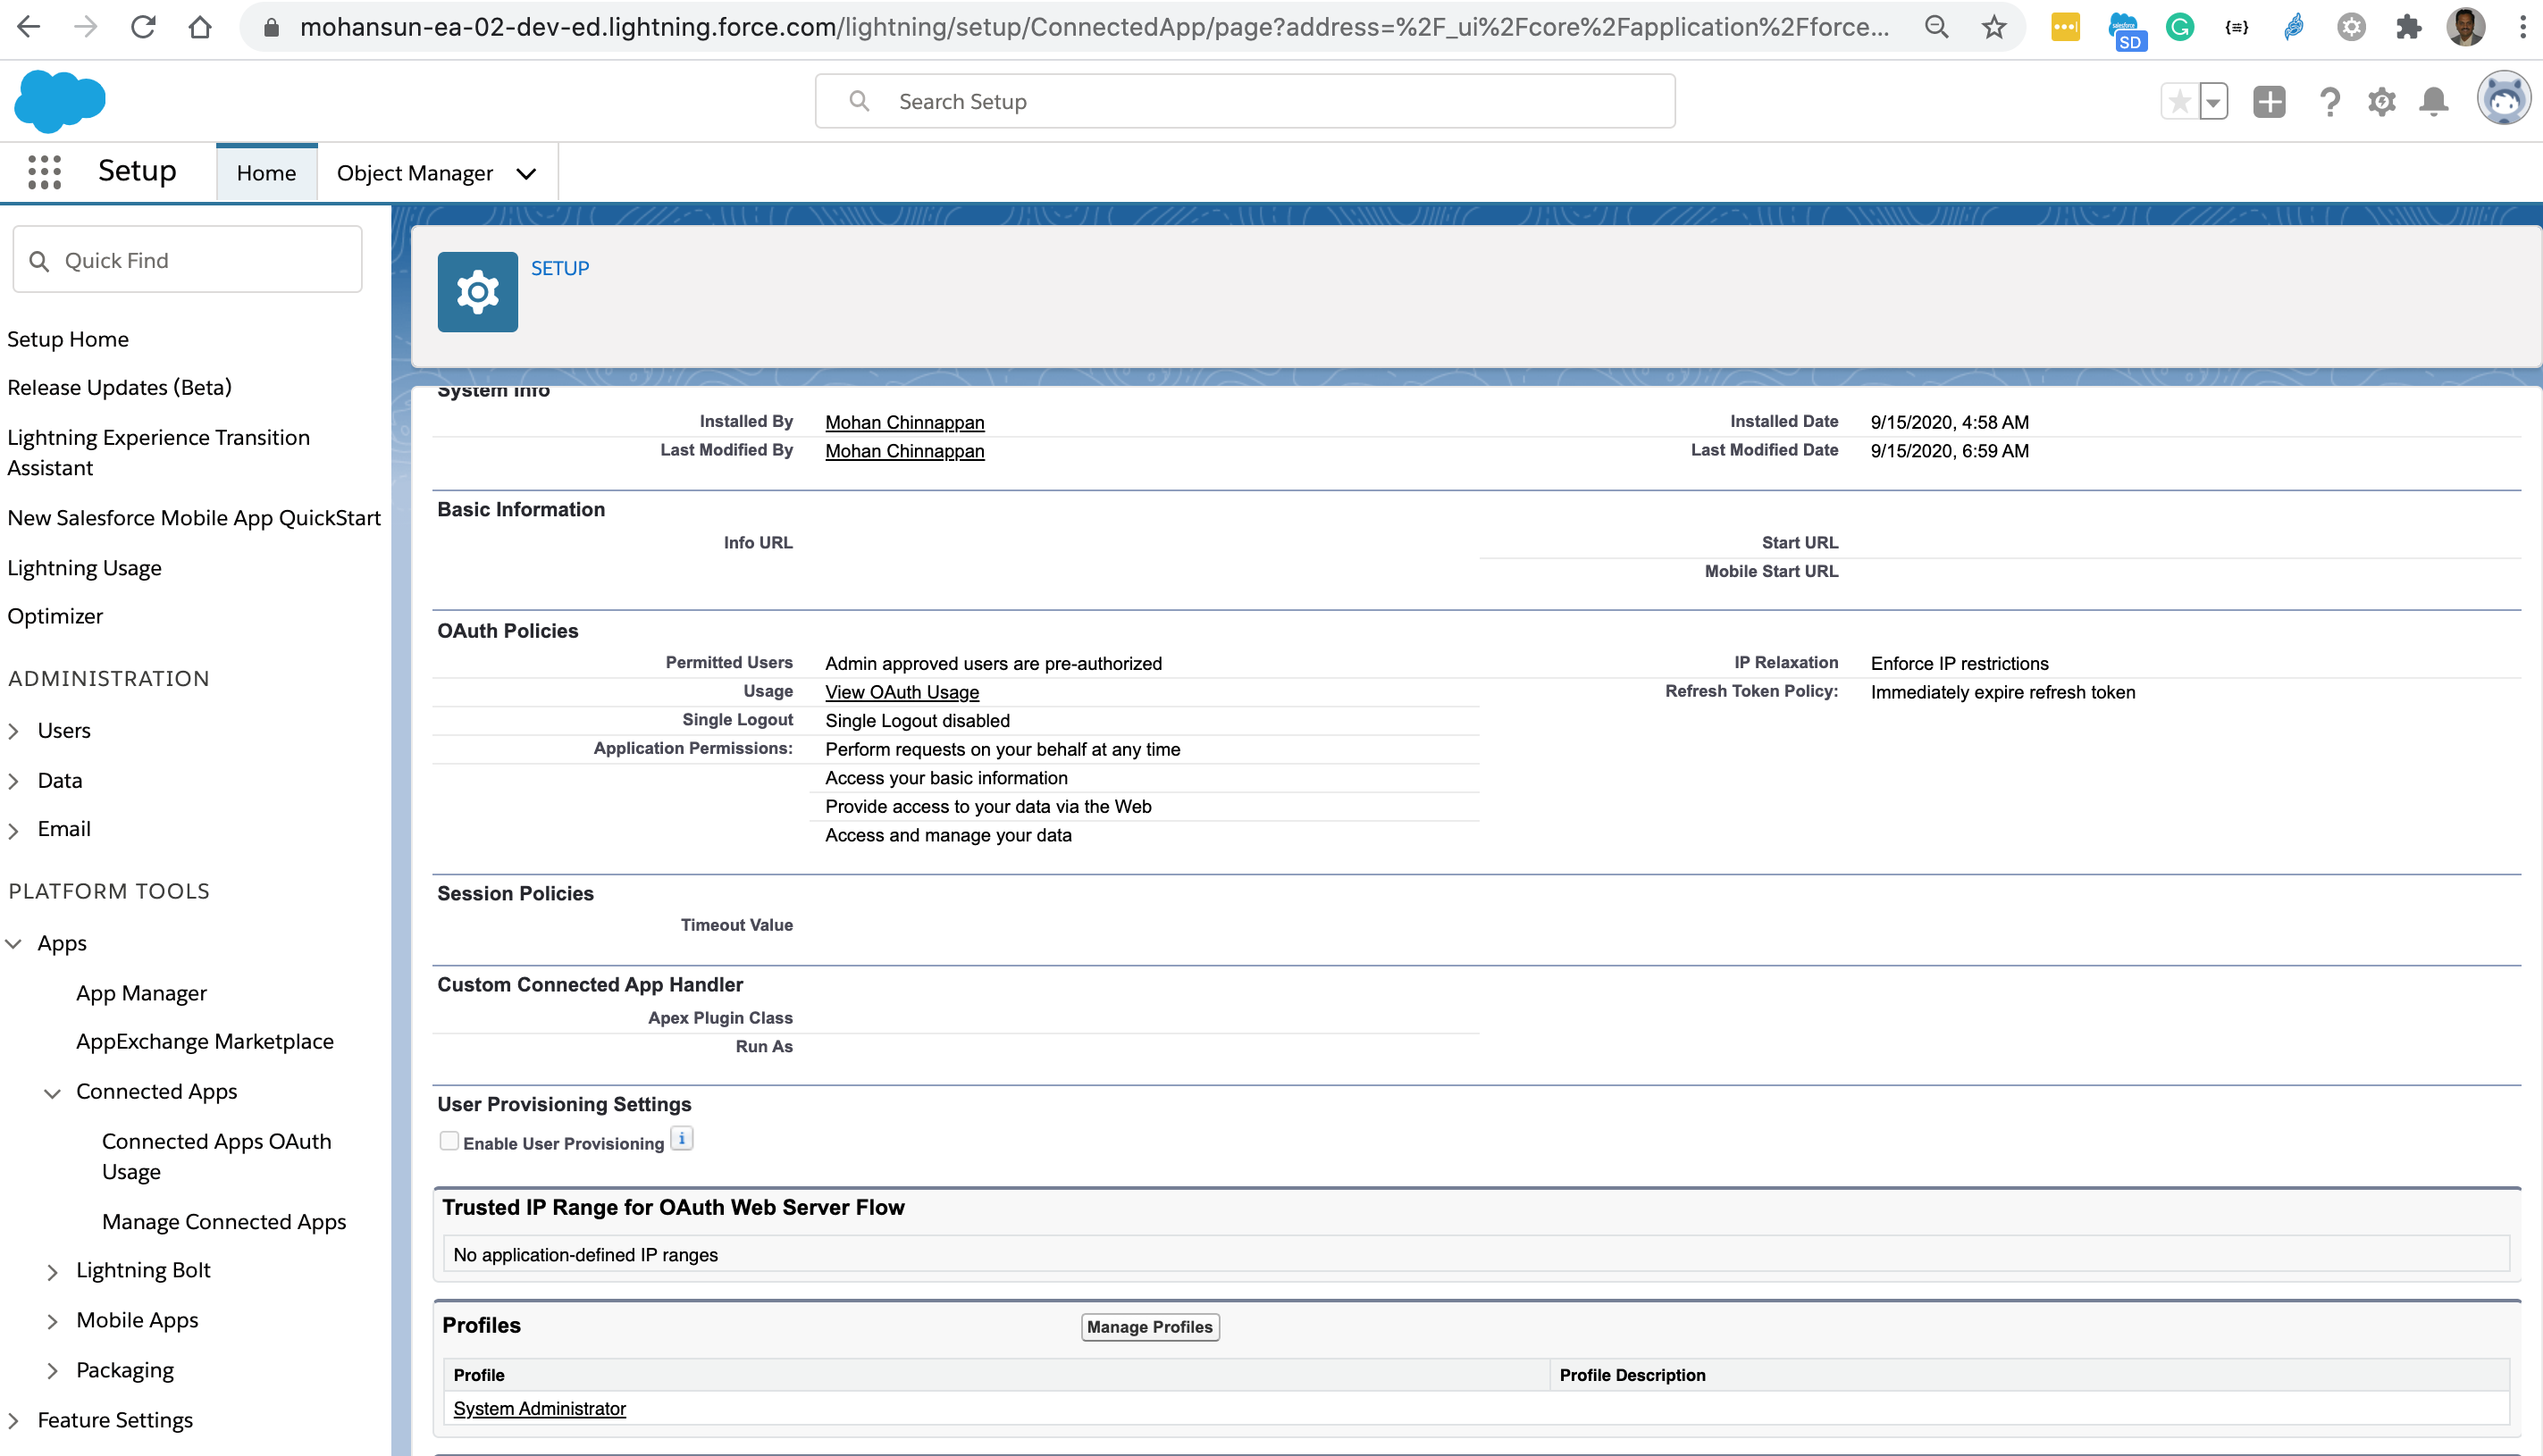 mohansun-ea-02-dev-ed.lightning.force.com/lightning/setup/ConnectedApp/page?address=%2F_ui%2Fcore%2Fapplication%2Fforce...
SD
Search Setup
Setup
Home
Object Manager
Quick Find
Setup Home
Release Updates (Beta)
Lightning Experience Transition
Assistant
New Salesforce Mobile App QuickStart
Lightning Usage
Optimizer
ADMINISTRATION
Users
Data
Email
PLATFORM TOOLS
Apps
App Manager
AppExchange Marketplace
Connected Apps
Connected Apps OAuth
Usage
Manage Connected Apps
Lightning Bolt
Mobile Apps
Packaging
Feature Settings
SETUP
System Info
Installed By Mohan Chinnappan Installed Date 9/15/2020, 4:58 AM
Last Modified By Mohan Chinnappan Last Modified Date 9/15/2020, 6:59 AM
Basic Information
Info URL Start URL
Mobile Start URL
OAuth Policies
Permitted Users Admin approved users are pre-authorized IP Relaxation Enforce IP restrictions
Usage View OAuth Usage Refresh Token Policy: Immediately expire refresh token
Single Logout Single Logout disabled
Application Permissions: Perform requests on your behalf at any time
Access your basic information
Provide access to your data via the Web
Access and manage your data
Session Policies
Timeout Value
Custom Connected App Handler
Apex Plugin Class
Run As
User Provisioning Settings
Enable User Provisioning i
Trusted IP Range for OAuth Web Server Flow
No application-defined IP ranges
Profiles Manage Profiles
Profile Profile Description
System Administrator